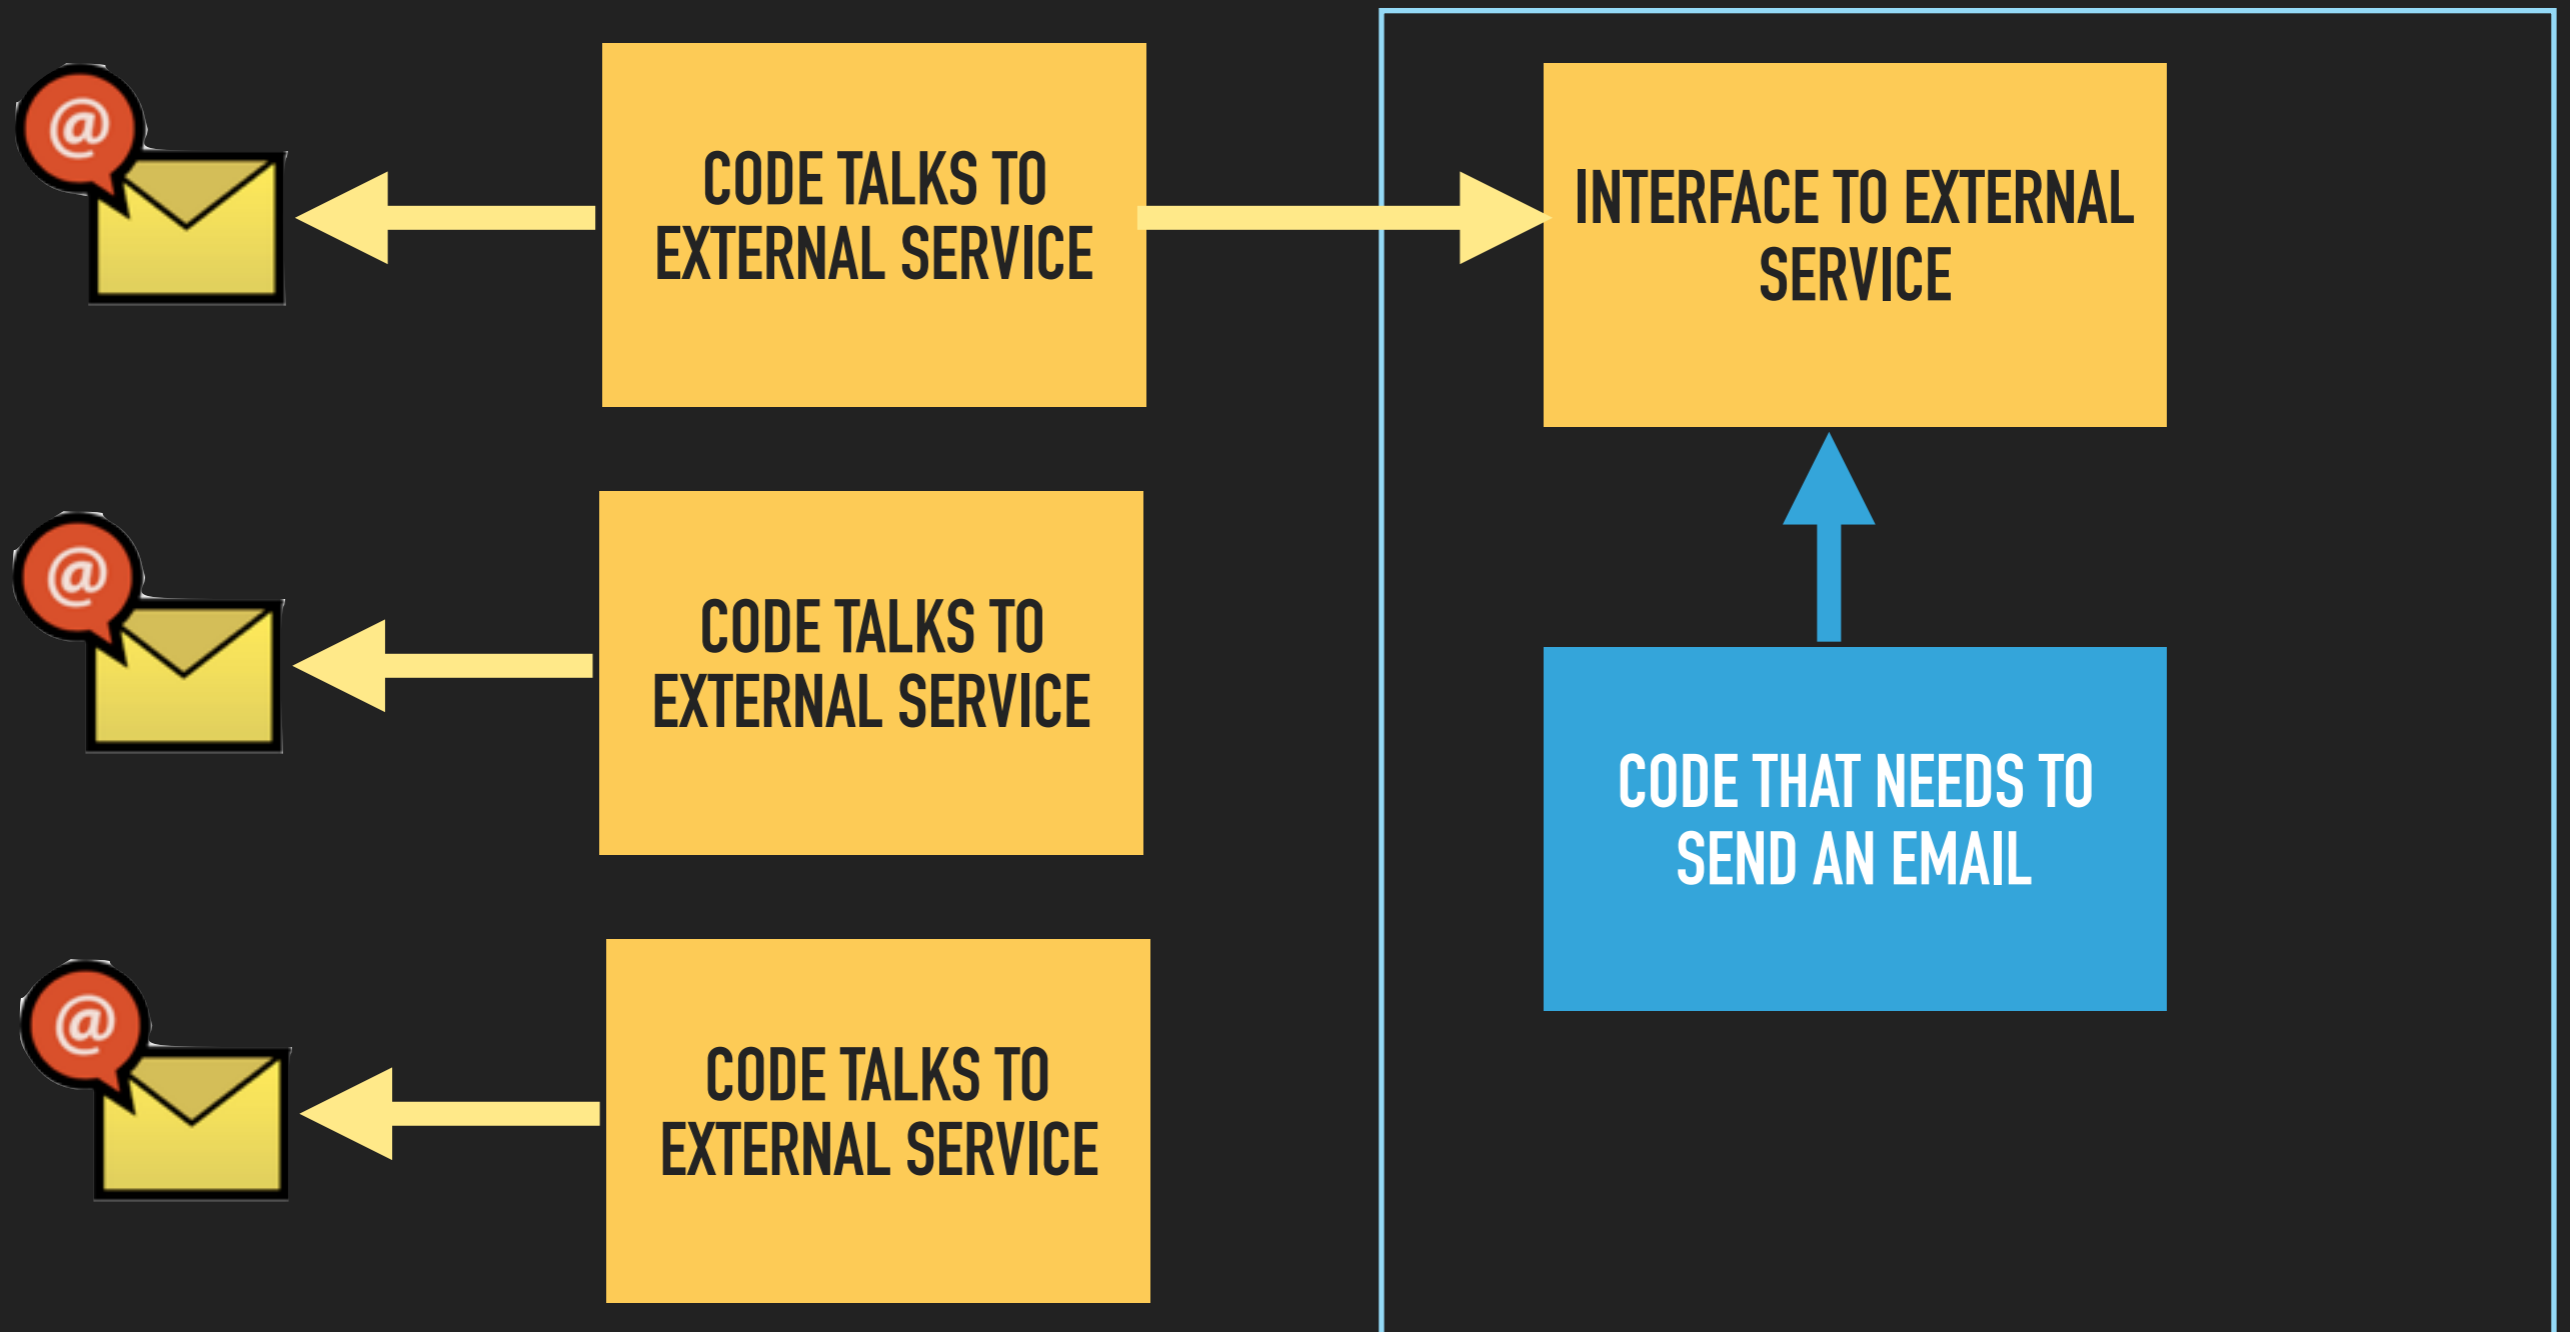 @
CODE TALKS TO
EXTERNAL SERVICE
INTERFACE TO EXTERNAL
SERVICE
@
CODE TALKS TO
EXTERNAL SERVICE
CODE THAT NEEDS TO
SEND AN EMAIL
@
CODE TALKS TO
EXTERNAL SERVICE